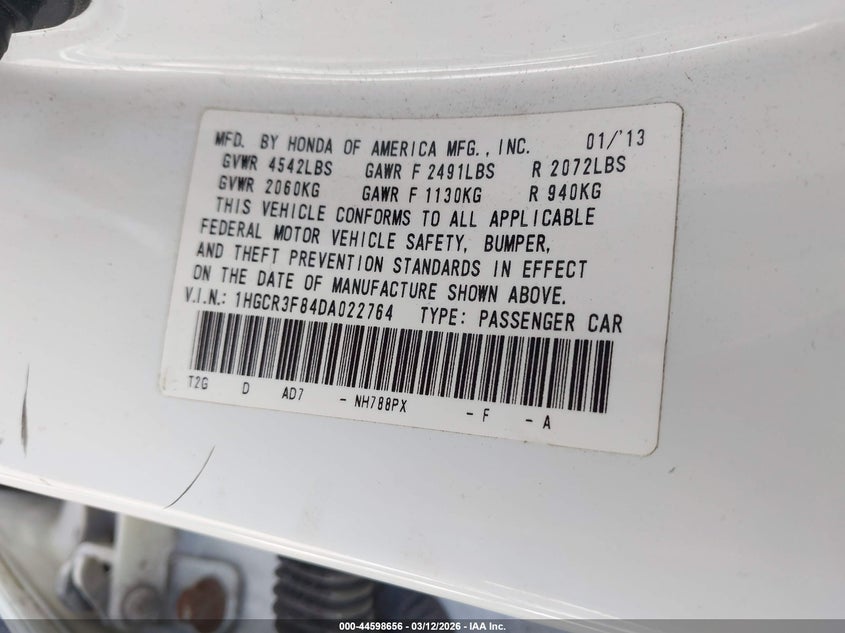 MFD. BY HONDA OF AMERICA MFG., INC. 01/'13
GVWR 4542LBS GAWR F 2491LBS R 2072LBS
GVWR 2060KG GAWR F 1130KG R 940KG
THIS VEHICLE CONFORMS TO ALL APPLICABLE
FEDERAL MOTOR VEHICLE SAFETY, BUMPER,
AND THEFT PREVENTION STANDARDS IN EFFECT
ON THE DATE OF MANUFACTURE SHOWN ABOVE.
V.I.N.: 1HGCR3F84DA022764 TYPE: PASSENGER CAR
T2G D AD7 - NH788PX - F - A
000-44598656 - 03/12/2026 - IAA Inc.